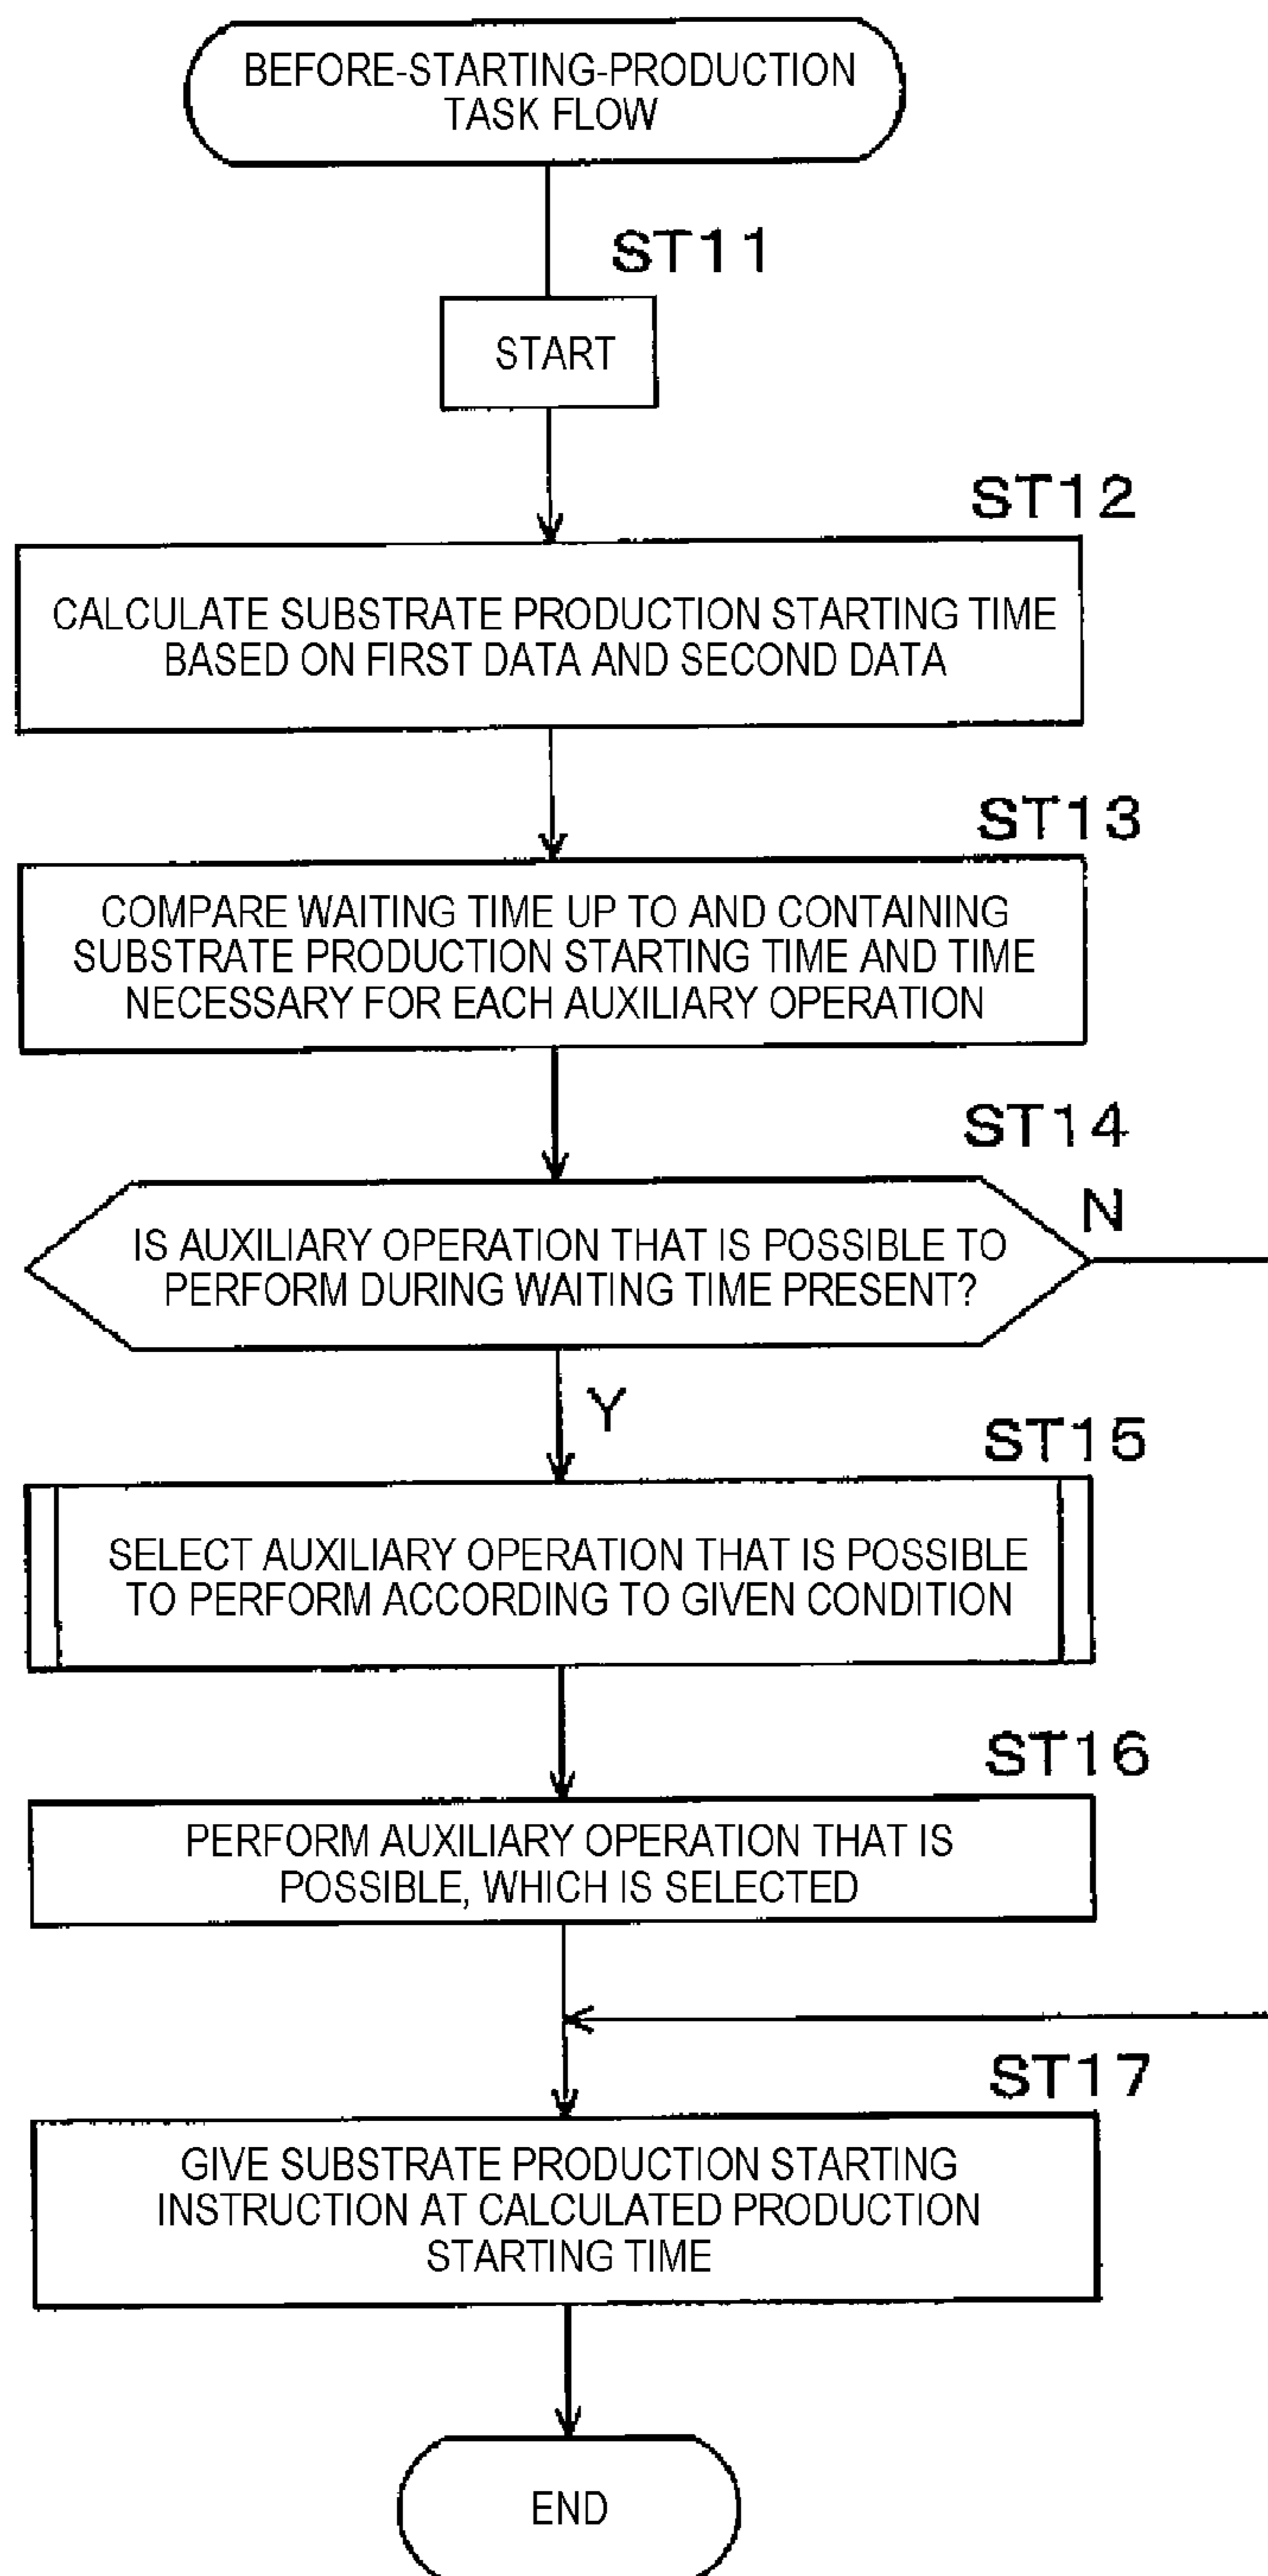 BEFORE-STARTING-PRODUCTION
TASK FLOW
ST11
START
ST12
CALCULATE SUBSTRATE PRODUCTION STARTING TIME
BASED ON FIRST DATA AND SECOND DATA
ST13
COMPARE WAITING TIME UP TO AND CONTAINING
SUBSTRATE PRODUCTION STARTING TIME AND TIME
NECESSARY FOR EACH AUXILIARY OPERATION
ST14
N
IS AUXILIARY OPERATION THAT IS POSSIBLE TO
PERFORM DURING WAITING TIME PRESENT?
Y
ST15
SELECT AUXILIARY OPERATION THAT IS POSSIBLE
TO PERFORM ACCORDING TO GIVEN CONDITION
ST16
PERFORM AUXILIARY OPERATION THAT IS
POSSIBLE, WHICH IS SELECTED
ST17
GIVE SUBSTRATE PRODUCTION STARTING
INSTRUCTION AT CALCULATED PRODUCTION
STARTING TIME
END